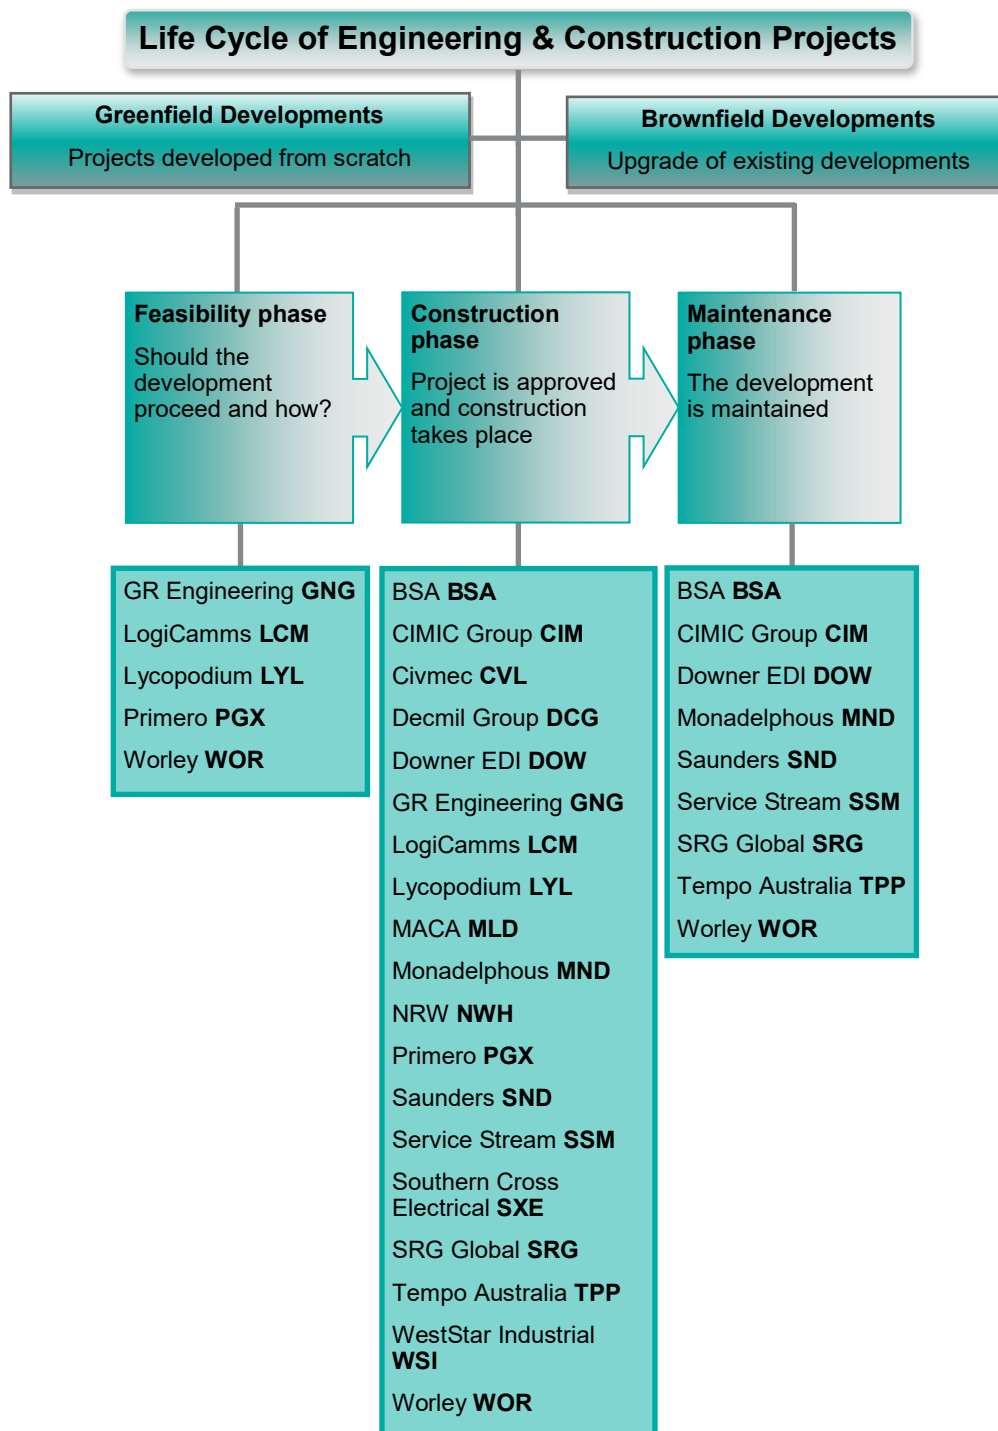 Life Cycle of Engineering & Construction Projects
Greenfield Developments
Projects developed from scratch
Brownfield Developments
Upgrade of existing developments
Feasibility phase
Should the
development
proceed and how?
Construction
phase
Project is approved
and construction
takes place
Maintenance
phase
The development
is maintained
GR Engineering GNG
LogiCamms LCM
Lycopodium LYL
Primero PGX
Worley WOR
BSA BSA
CIMIC Group CIM
Civmec CVL
Decmil Group DCG
Downer EDI DOW
GR Engineering GNG
LogiCamms LCM
Lycopodium LYL
MACA MLD
Monadelphous MND
NRW NWH
Primero PGX
Saunders SND
Service Stream SSM
Southern Cross
Electrical SXE
SRG Global SRG
Tempo Australia TPP
WestStar Industrial
WSI
Worley WOR
BSA BSA
CIMIC Group CIM
Downer EDI DOW
Monadelphous MND
Saunders SND
Service Stream SSM
SRG Global SRG
Tempo Australia TPP
Worley WOR